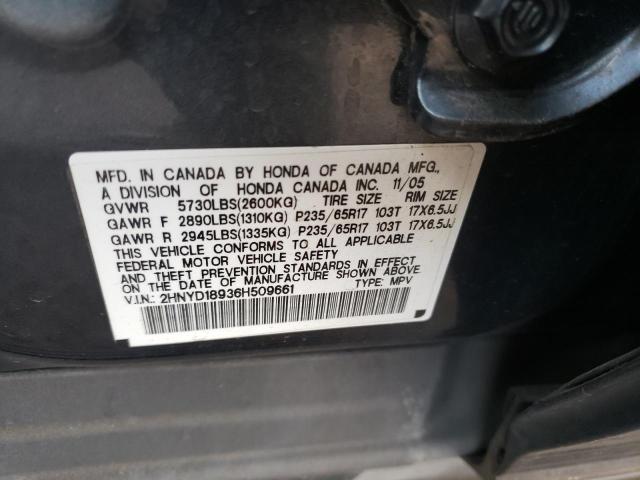 MFD. IN CANADA BY HONDA OF CANADA MFG.,
A DIVISION OF HONDA CANADA INC. 11/05
GVWR 5730LBS(2600KG) TIRE SIZE RIM SIZE
GAWR F 2890LBS(1310KG) P235/65R17 103T 17X6.5JJ
GAWR R 2945LBS(1335KG) P235/65R17 103T 17X6.5JJ
THIS VEHICLE CONFORMS TO ALL APPLICABLE
FEDERAL MOTOR VEHICLE SAFETY
AND THEFT PREVENTION STANDARDS IN EFFECT
ON THE DATE OF MANUFACTURE SHOWN ABOVE.
V.I.N.: 2HNYD18936H509661 TYPE: MPV